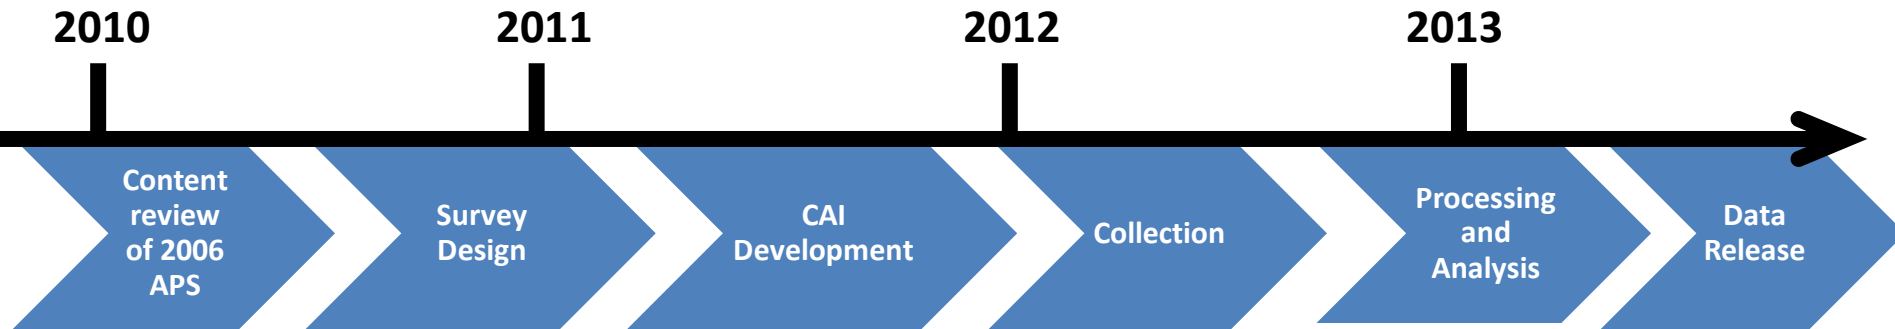 2010
2011
2012
2013
Content
review
of 2006
APS
Survey
Design
CAI
Development
Collection
Processing
and
Analysis
Data
Release